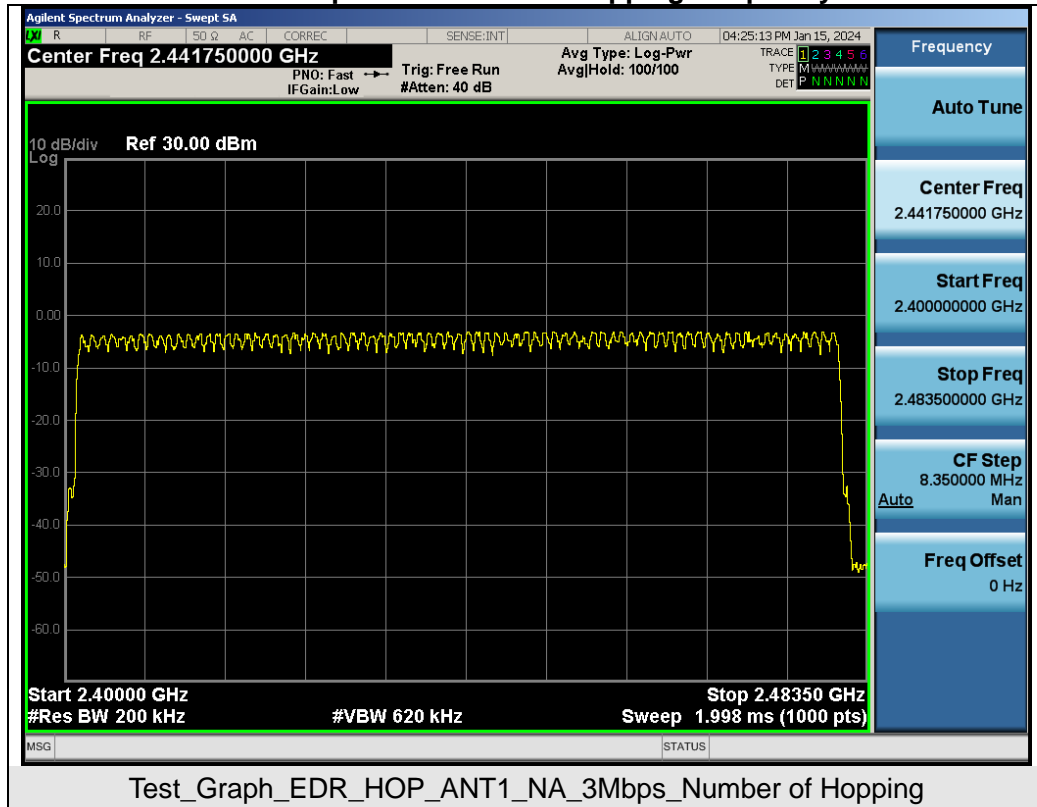 Agilent Spectrum Analyzer - Swept SA
LXI R RF 50 Ω AC CORREC SENSE:INT ALIGN AUTO 04:25:13 PM Jan 15, 2024
Center Freq 2.441750000 GHz
PNO: Fast
IFGain:Low
Trig: Free Run
#Atten: 40 dB
Avg Type: Log-Pwr
Avg|Hold: 100/100
TRACE 1 2 3 4 5 6
TYPE M WWWWW
DET P N N N N N
10 dB/div Ref 30.00 dBm
Log
20.0
10.0
0.00
-10.0
-20.0
-30.0
-40.0
-50.0
-60.0
Start 2.40000 GHz Stop 2.48350 GHz
#Res BW 200 kHz #VBW 620 kHz Sweep 1.998 ms (1000 pts)
MSG STATUS
Frequency
Auto Tune
Center Freq
2.441750000 GHz
Start Freq
2.400000000 GHz
Stop Freq
2.483500000 GHz
CF Step
8.350000 MHz
Auto Man
Freq Offset
0 Hz
Test_Graph_EDR_HOP_ANT1_NA_3Mbps_Number of Hopping